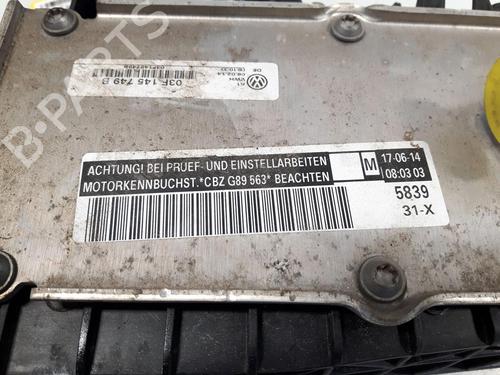 03F 145 749 B
ACHTUNG! BEI PRUEF- UND EINSTELLARBEITEN
MOTORKENNBUCHST. *CBZ G89 563* BEACHTEN
M
17-06-14
08:03 03
5839
31-X
B-PARTS